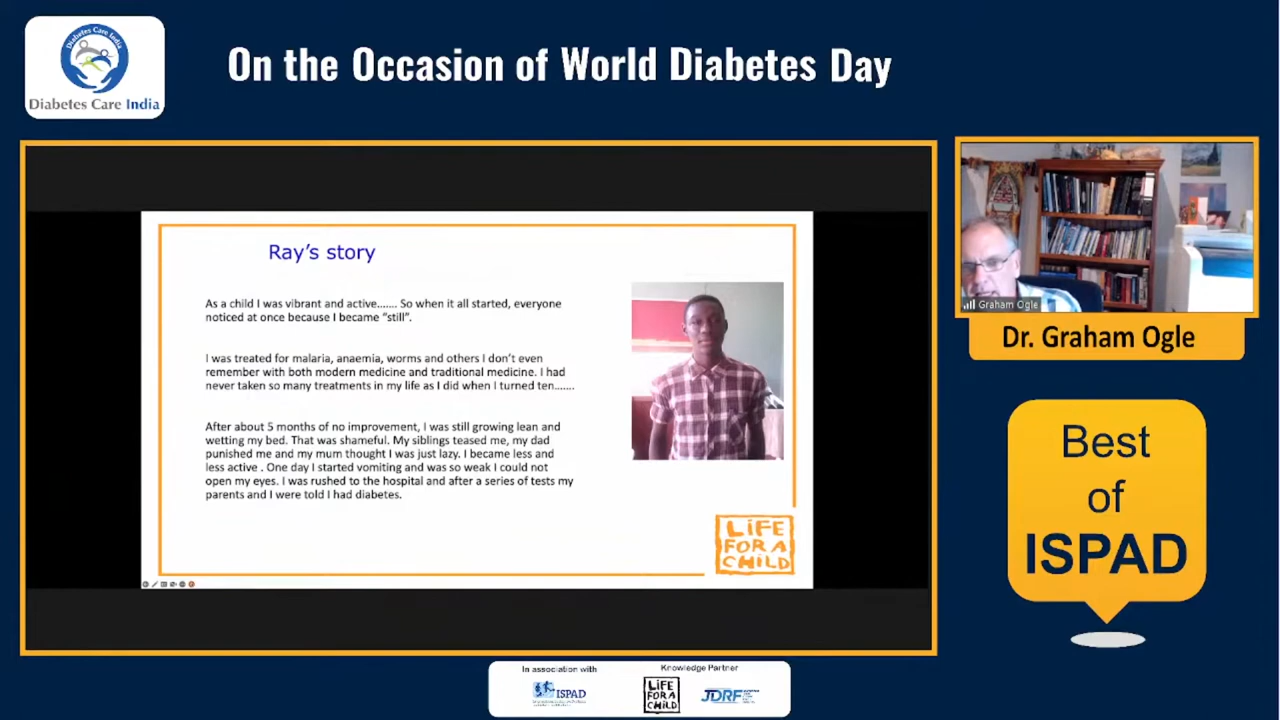 Diabetes Care India
Diabetes Care India
On the Occasion of World Diabetes Day
Ray's story
As a child I was vibrant and active....... So when it all started, everyone
noticed at once because I became “still”.
I was treated for malaria, anaemia, worms and others I don't even
remember with both modern medicine and traditional medicine. I had
never taken so many treatments in my life as I did when I turned ten.......
After about 5 months of no improvement, I was still growing lean and
wetting my bed. That was shameful. My siblings teased me, my dad
punished me and my mum thought I was just lazy. I became less and
less active . One day I started vomiting and was so weak I could not
open my eyes. I was rushed to the hospital and after a series of tests my
parents and I were told I had diabetes.
LiFE
FOR A
CHiLD
Graham Ogle
Dr. Graham Ogle
Best
of
ISPAD
In association with
ISPAD
Knowledge Partner
LiFE
FOR A
CHiLD
JDRF